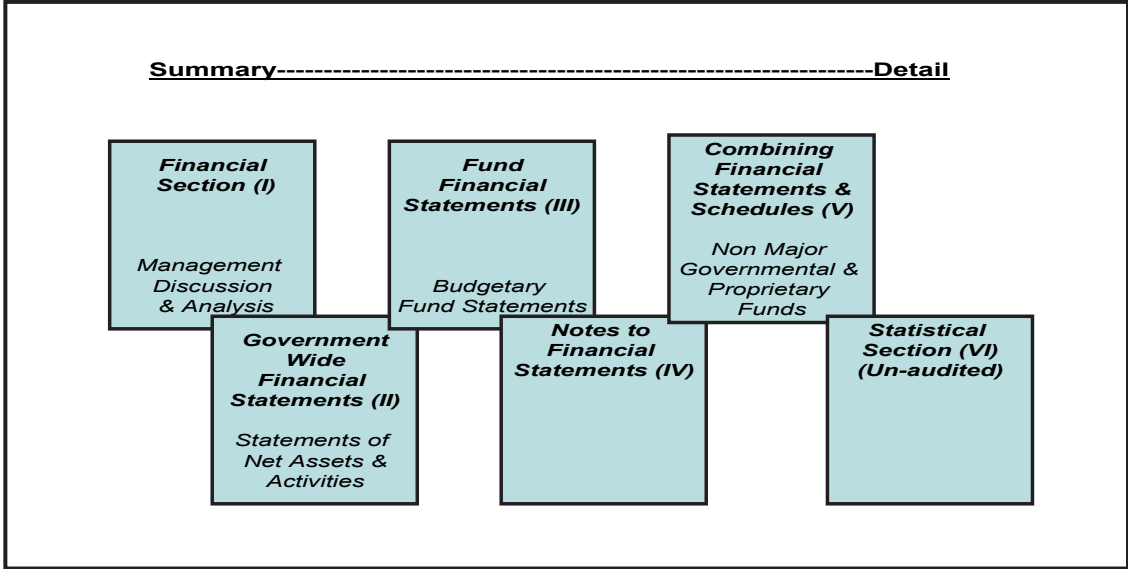 Summary----------------------------------------------------------------Detail
Financial
Section (I)
Management
Discussion
& Analysis
Government
Wide
Financial
Statements (II)
Statements of
Net Assets &
Activities
Fund
Financial
Statements (III)
Budgetary
Fund Statements
Notes to
Financial
Statements (IV)
Combining
Financial
Statements &
Schedules (V)
Non Major
Governmental &
Proprietary
Funds
Statistical
Section (VI)
(Un-audited)